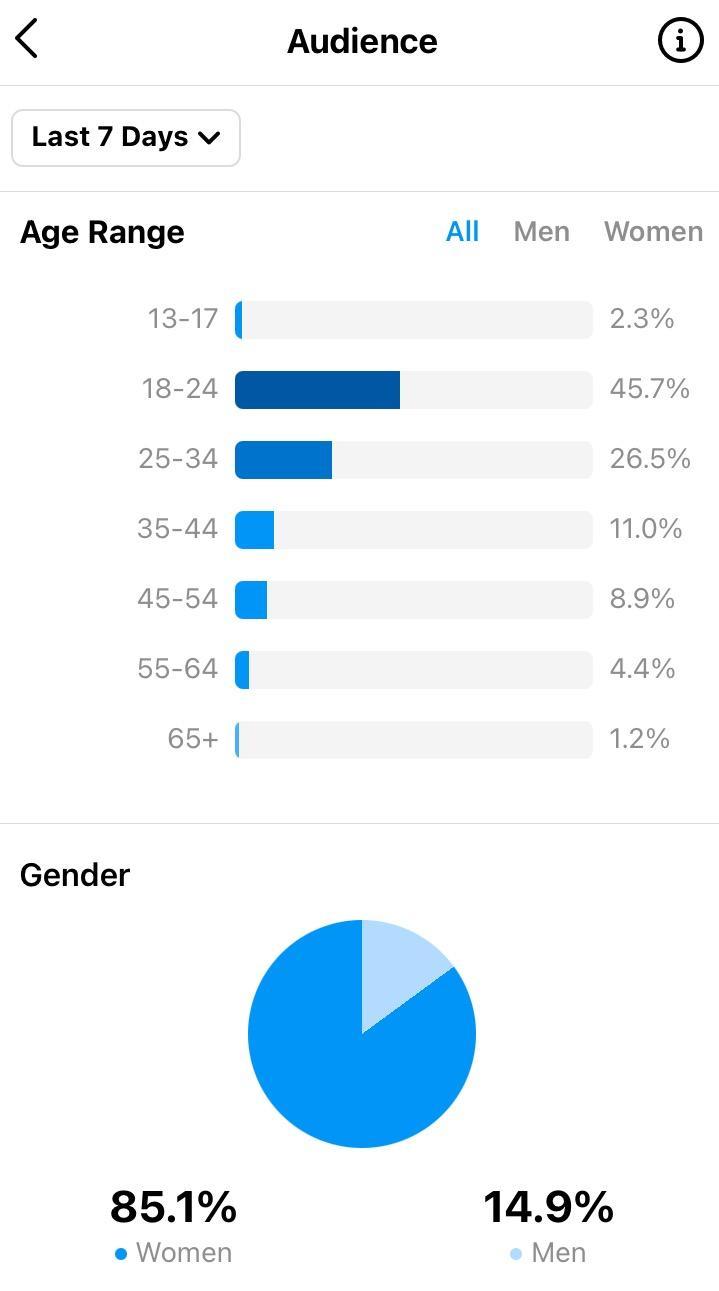 Audience
Last 7 Days
Age Range All Men Women
13-17 2.3%
18-24 45.7%
25-34 26.5%
35-44 11.0%
45-54 8.9%
55-64 4.4%
65+ 1.2%
Gender
85.1% 14.9%
Women Men